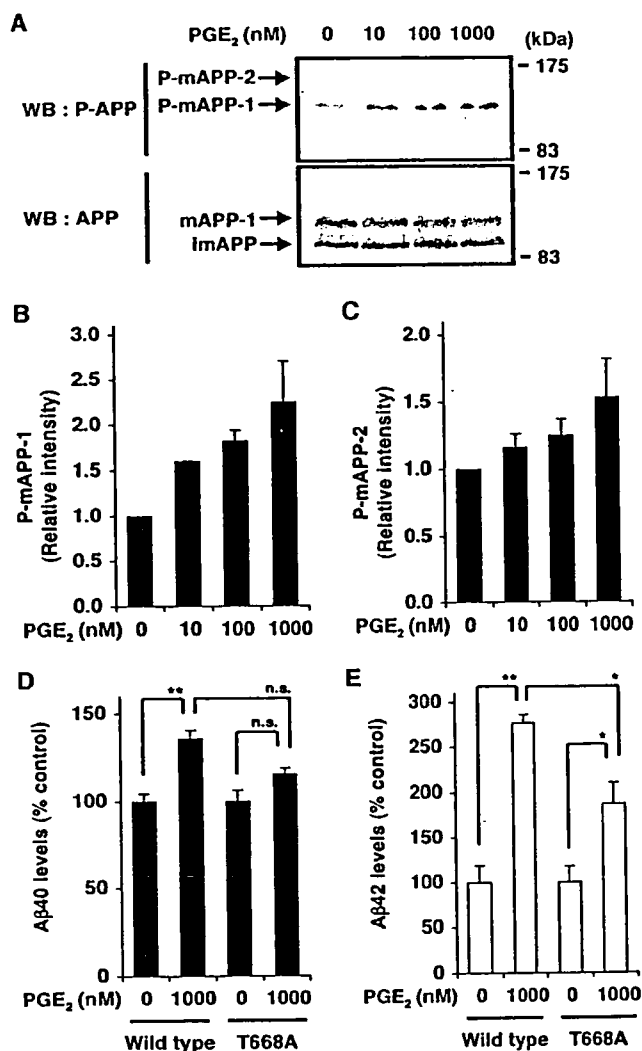 A
PGE2 (nM) 0 10 100 1000 (kDa)
P-mAPP-2
175
WB : P-APP
P-mAPP-1
83
175
WB : APP
mAPP-1
imAPP
83
B
P-mAPP-1
(Relative intensity)
3.0
2.5
2.0
1.5
1.0
0.5
0.0
PGE2 (nM) 0 10 100 1000
C
P-mAPP-2
(Relative intensity)
2.0
1.5
1.0
0.5
0.0
PGE2 (nM) 0 10 100 1000
D
Aβ40 levels (% control)
150
100
50
0
**
n.s.
n.s.
PGE2 (nM) 0 1000 0 1000
Wild type T668A
E
Aβ42 levels (% control)
300
250
200
150
100
50
0
**
*
*
PGE2 (nM) 0 1000 0 1000
Wild type T668A